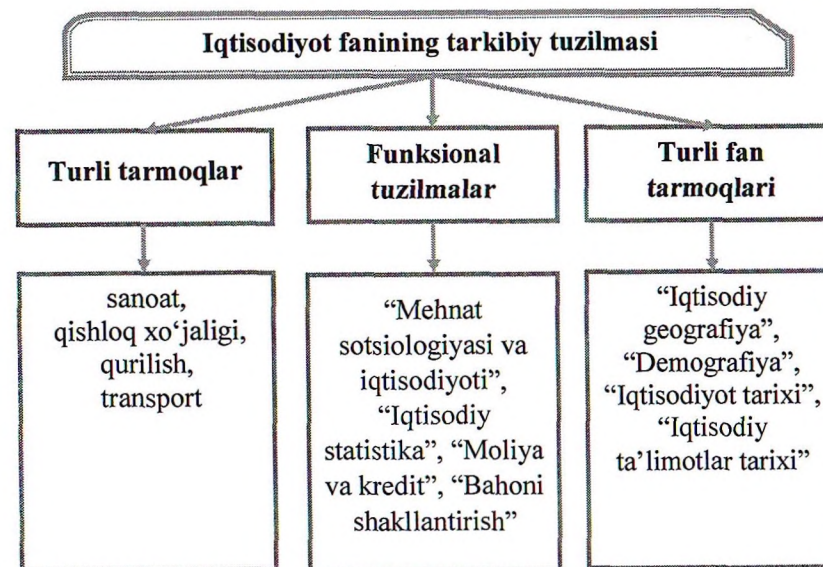 Iqtisodiyot fanining tarkibiy tuzilmasi
Turli tarmoqlar
Funksional
tuzilmalar
Turli fan
tarmoqlari
sanoat,
qishloq xo‘jaligi,
qurilish,
transport
“Mehnat
sotsiologiyasi va
iqtisodiyoti”,
“Iqtisodiy
statistika”, “Moliya
va kredit”, “Bahoni
shakllantirish”
“Iqtisodiy
geografiya”,
“Demografiya”,
“Iqtisodiyot tarixi”,
“Iqtisodiy
ta’limotlar tarixi”